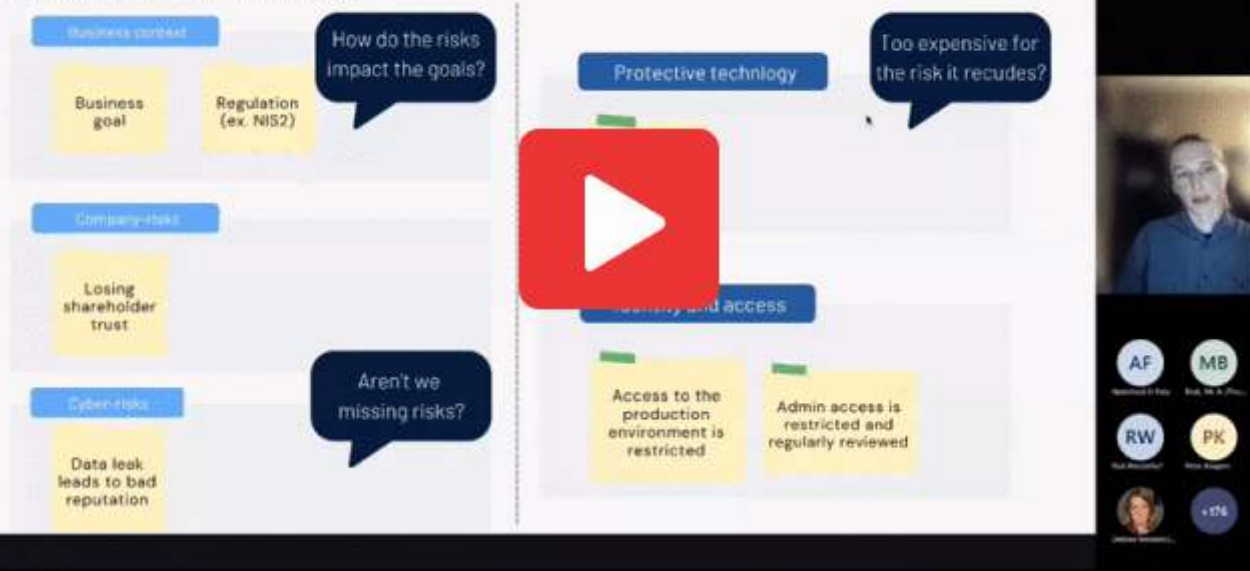 Business context
How do the risks
impact the goals?
Business
goal
Regulation
(ex. NIS2)
Company-risks
Losing
shareholder
trust
Cyber-risks
Aren't we
missing risks?
Data leak
leads to bad
reputation
Protective technlogy
Too expensive for
the risk it recudes?
Identity and access
Access to the
production
environment is
restricted
Admin access is
restricted and
regularly reviewed
AF
MB
RW
PK
+176